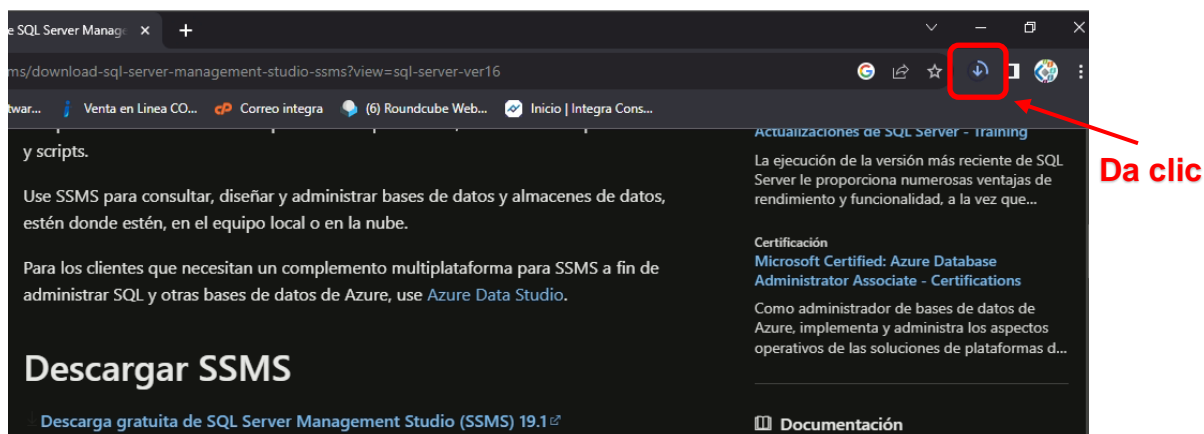 e SQL Server Manage
ms/download-sql-server-management-studio-ssms?view=sql-server-ver16
twar... Venta en Linea CO... Correo integra (6) Roundcube Web... Inicio | Integra Cons...
y scripts.
Use SSMS para consultar, diseñar y administrar bases de datos y almacenes de datos,
estén donde estén, en el equipo local o en la nube.
Para los clientes que necesitan un complemento multiplataforma para SSMS a fin de
administrar SQL y otras bases de datos de Azure, use Azure Data Studio.
Descargar SSMS
Descarga gratuita de SQL Server Management Studio (SSMS) 19.1
Actualizaciones de SQL Server - Training
La ejecución de la versión más reciente de SQL
Server le proporciona numerosas ventajas de
rendimiento y funcionalidad, a la vez que...
Certificación
Microsoft Certified: Azure Database
Administrator Associate - Certifications
Como administrador de bases de datos de
Azure, implementa y administra los aspectos
operativos de las soluciones de plataformas d...
Documentación
Da clic